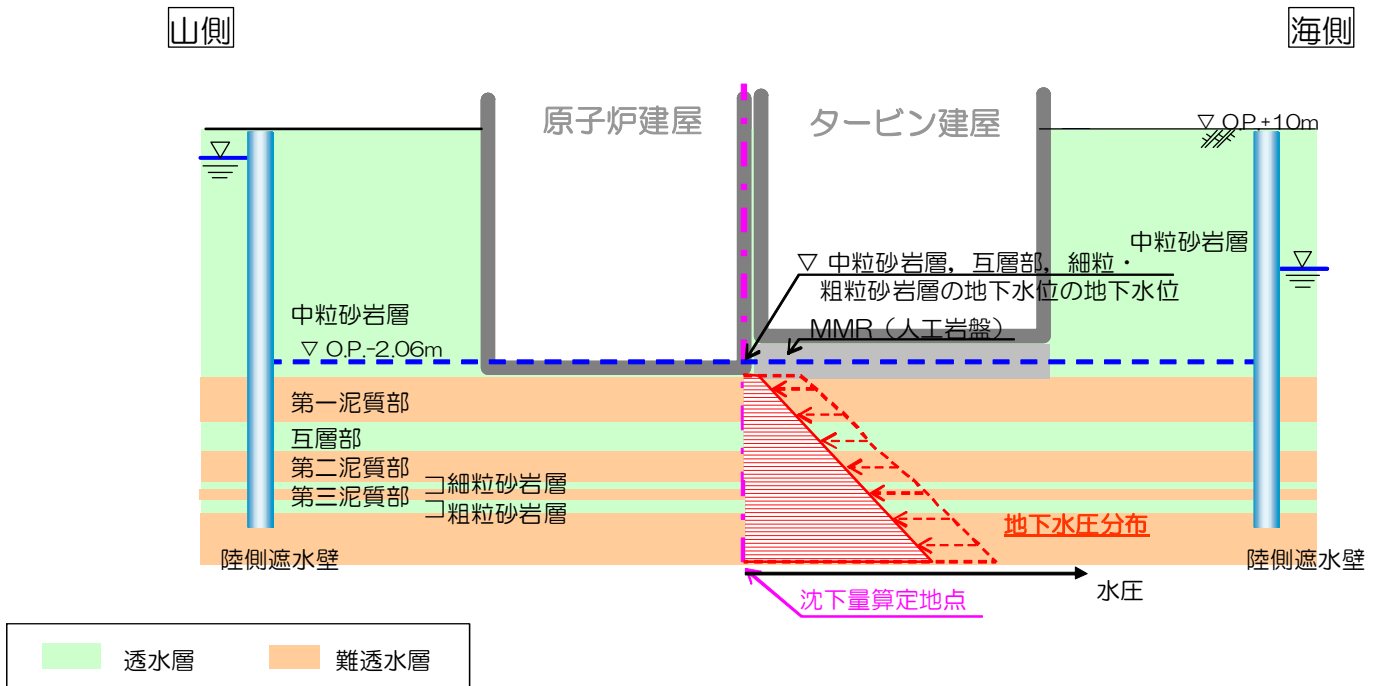 山側
海側
原子炉建屋
タービン建屋
▽ O.P.+10m
中粒砂岩層
▽ 中粒砂岩層，互層部，細粒・
粗粒砂岩層の地下水位の地下水位
中粒砂岩層
MMR（人工岩盤）
▽ O.P.-2.06m
第一泥質部
互層部
第二泥質部
細粒砂岩層
第三泥質部
粗粒砂岩層
地下水圧分布
陸側遮水壁
陸側遮水壁
水圧
沈下量算定地点
透水層
難透水層